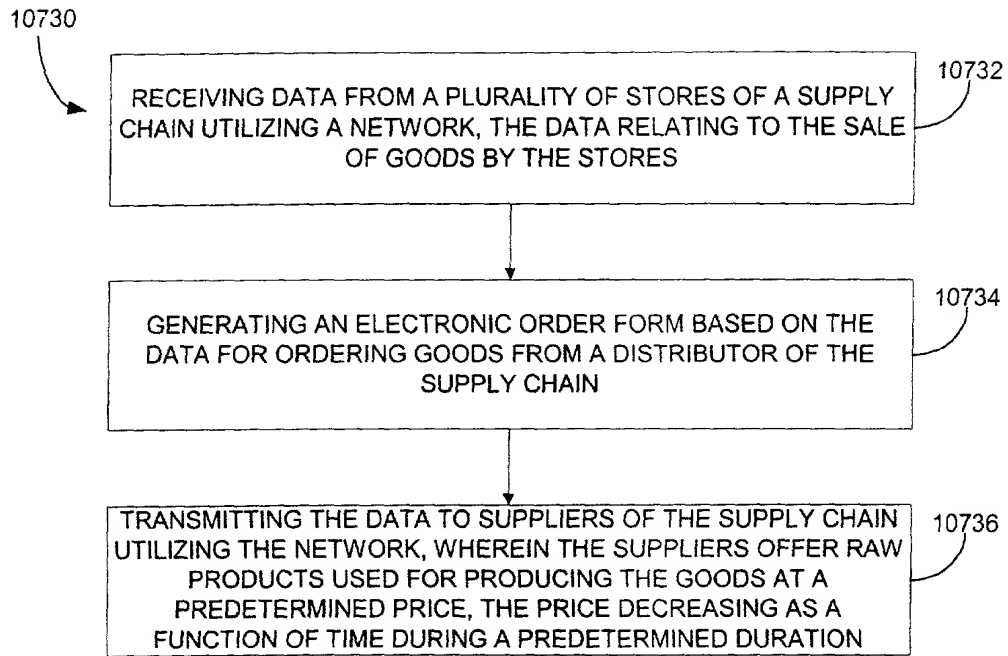 10730
RECEIVING DATA FROM A PLURALITY OF STORES OF A SUPPLY
CHAIN UTILIZING A NETWORK, THE DATA RELATING TO THE SALE
OF GOODS BY THE STORES
10732
GENERATING AN ELECTRONIC ORDER FORM BASED ON THE
DATA FOR ORDERING GOODS FROM A DISTRIBUTOR OF THE
SUPPLY CHAIN
10734
TRANSMITTING THE DATA TO SUPPLIERS OF THE SUPPLY CHAIN
UTILIZING THE NETWORK, WHEREIN THE SUPPLIERS OFFER RAW
PRODUCTS USED FOR PRODUCING THE GOODS AT A
PREDETERMINED PRICE, THE PRICE DECREASING AS A
FUNCTION OF TIME DURING A PREDETERMINED DURATION
10736